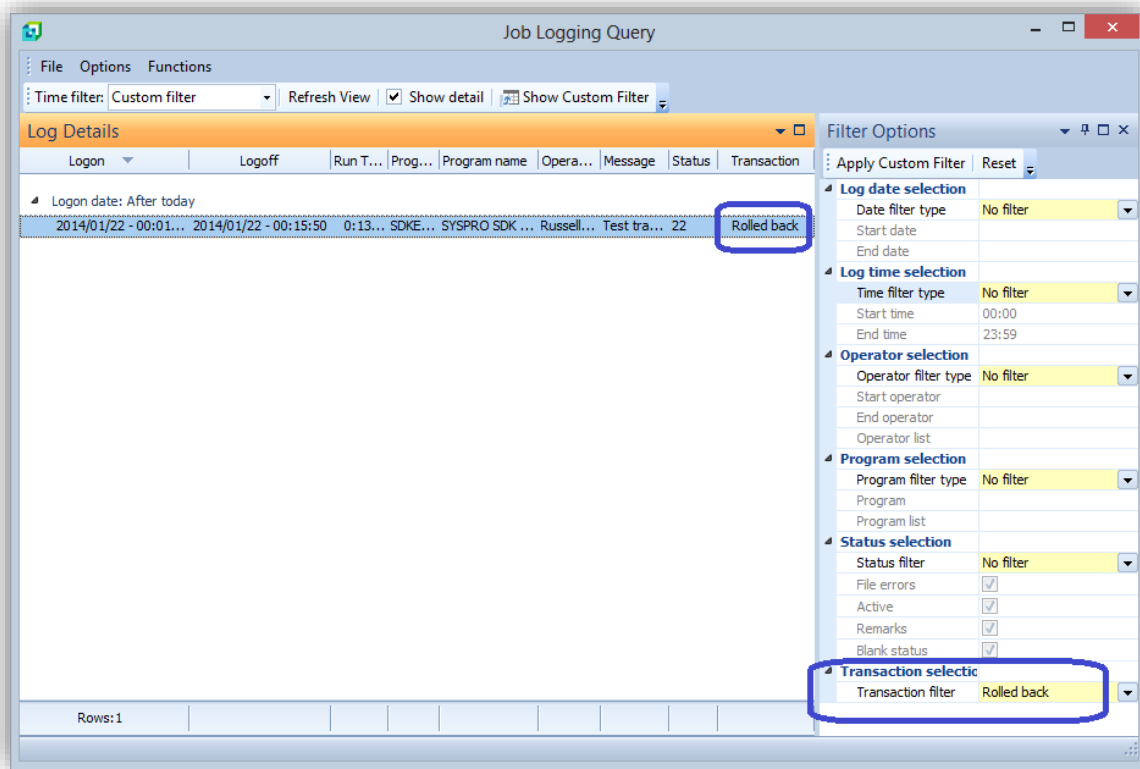 Job Logging Query
File Options Functions
Time filter: Custom filter Refresh View Show detail Show Custom Filter
Log Details
Logon Logoff Run T... Prog... Program name Opera... Message Status Transaction
Logon date: After today
2014/01/22 - 00:01... 2014/01/22 - 00:15:50 0:13... SDKE... SYSPRO SDK ... Russell... Test tra... 22 Rolled back
Rows:1
Filter Options
Apply Custom Filter Reset
Log date selection
Date filter type No filter
Start date
End date
Log time selection
Time filter type No filter
Start time 00:00
End time 23:59
Operator selection
Operator filter type No filter
Start operator
End operator
Operator list
Program selection
Program filter type No filter
Program
Program list
Status selection
Status filter No filter
File errors
Active
Remarks
Blank status
Transaction selectic
Transaction filter Rolled back